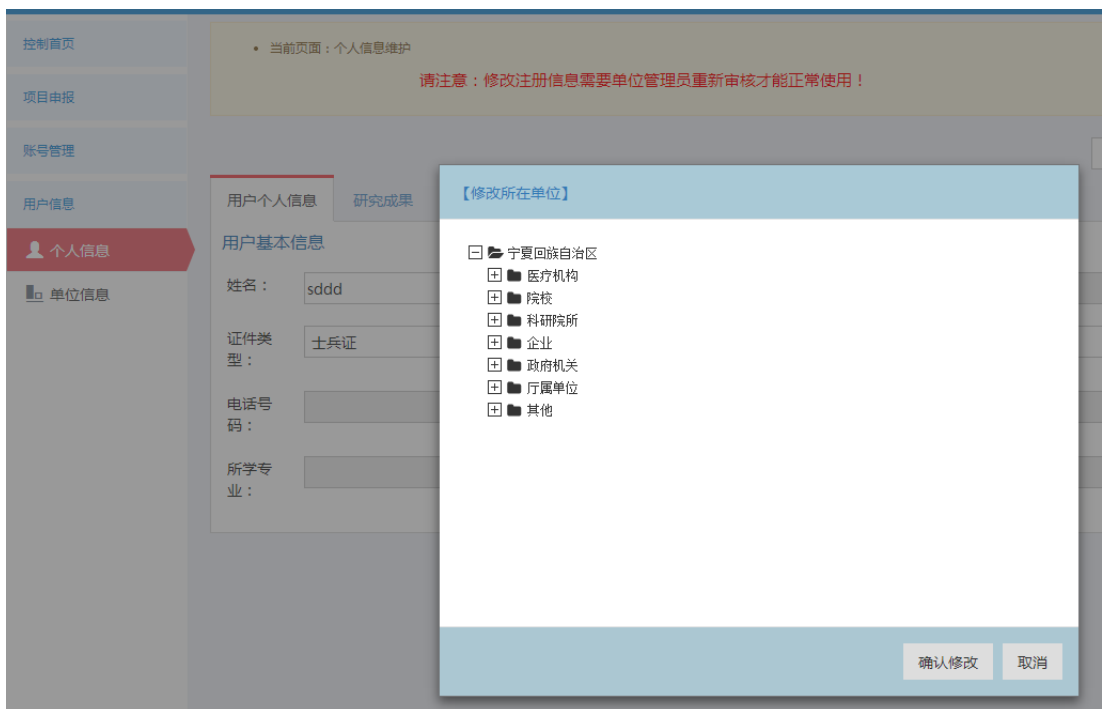 控制首页
项目申报
账号管理
用户信息
个人信息
单位信息
当前页面：个人信息维护
请注意：修改注册信息需要单位管理员重新审核才能正常使用！
用户个人信息
研究成果
用户基本信息
姓名：
sddd
证件类
型：
士兵证
电话号
码：
所学专
业：
【修改所在单位】
宁夏回族自治区
医疗机构
院校
科研院所
企业
政府机关
厅属单位
其他
确认修改
取消